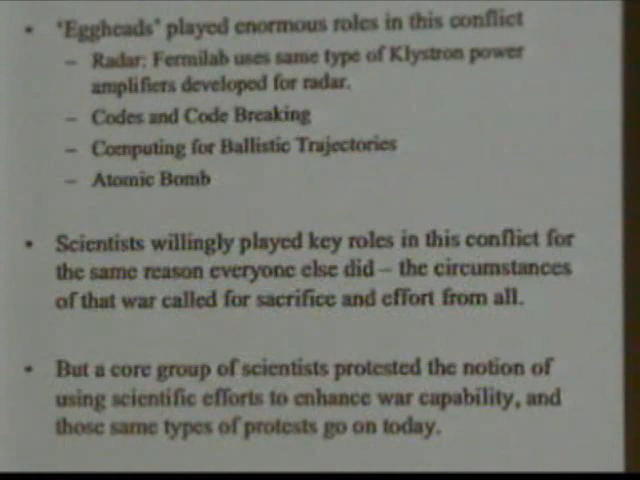 • "Eggheads" played enormous roles in this conflict
– Radar: Fermilab uses same type of Klystron power
amplifiers developed for radar.
– Codes and Code Breaking
– Computing for Ballistic Trajectories
– Atomic Bomb
• Scientists willingly played key roles in this conflict for
the same reason everyone else did – the circumstances
of that war called for sacrifice and effort from all.
• But a core group of scientists protested the notion of
using scientific efforts to enhance war capability, and
those same types of protests go on today.